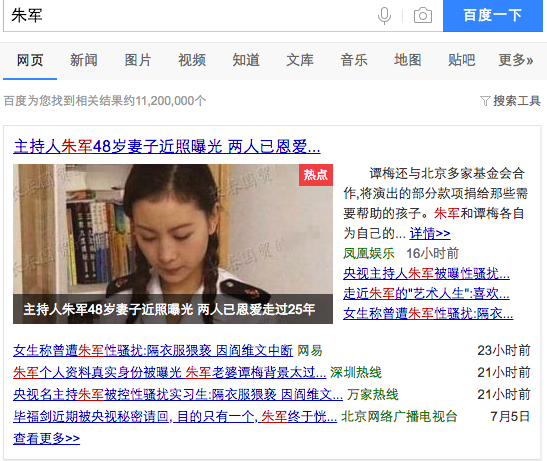 朱军
百度一下
网页 新闻 图片 视频 知道 文库 音乐 地图 贴吧 更多»
百度为您找到相关结果约11,200,000个
搜索工具
主持人朱军48岁妻子近照曝光 两人已恩爱...
热点
主持人朱军48岁妻子近照曝光 两人已恩爱走过25年
谭梅还与北京多家基金会合
作,将演出的部分款项捐给那些需
要帮助的孩子。朱军和谭梅各自
为自己的... 详情>>
凤凰娱乐 16小时前
央视主持人朱军被曝性骚扰...
走近朱军的"艺术人生":喜欢...
女生称曾遭朱军性骚扰:隔衣...
女生称曾遭朱军性骚扰:隔衣服猥亵 因阎维文中断 网易 23小时前
朱军个人资料真实身份被曝光 朱军老婆谭梅背景太过... 深圳热线 21小时前
央视名主持朱军被控性骚扰实习生:隔衣服猥亵 因阎维文... 万家热线 21小时前
毕福剑近期被央视秘密请回, 目的只有一个, 朱军终于恍... 北京网络广播电视台 7月5日
查看更多>>